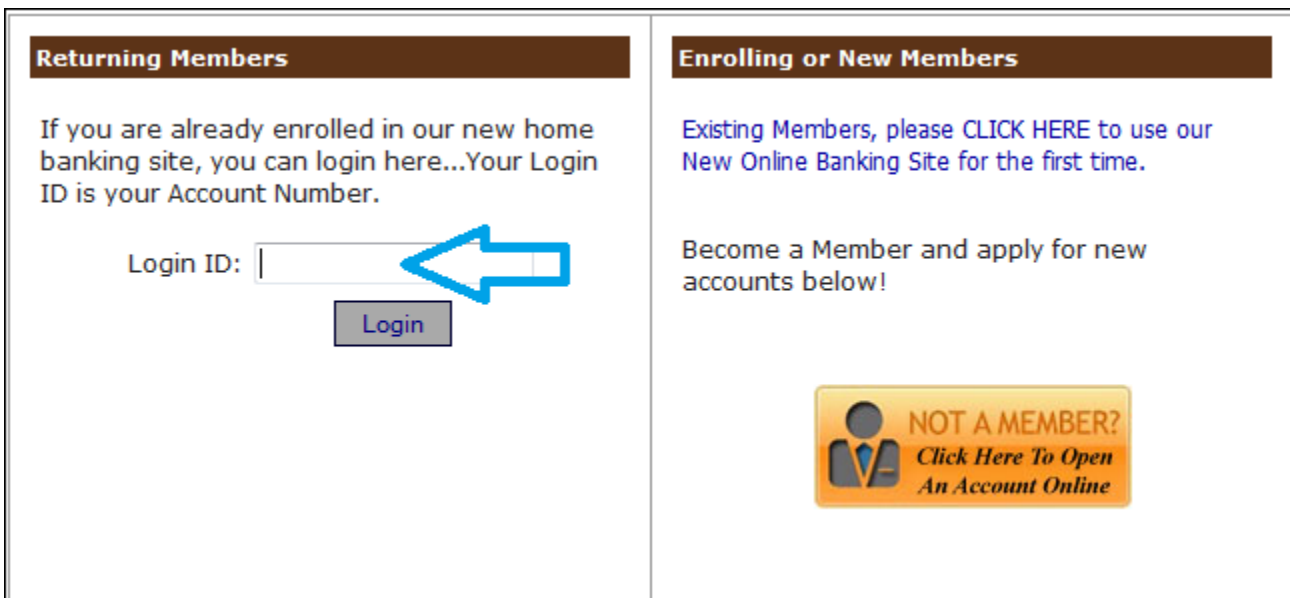 Returning Members
If you are already enrolled in our new home
banking site, you can login here...Your Login
ID is your Account Number.
Login ID:
Login
Enrolling or New Members
Existing Members, please CLICK HERE to use our
New Online Banking Site for the first time.
Become a Member and apply for new
accounts below!
NOT A MEMBER?
Click Here To Open
An Account Online